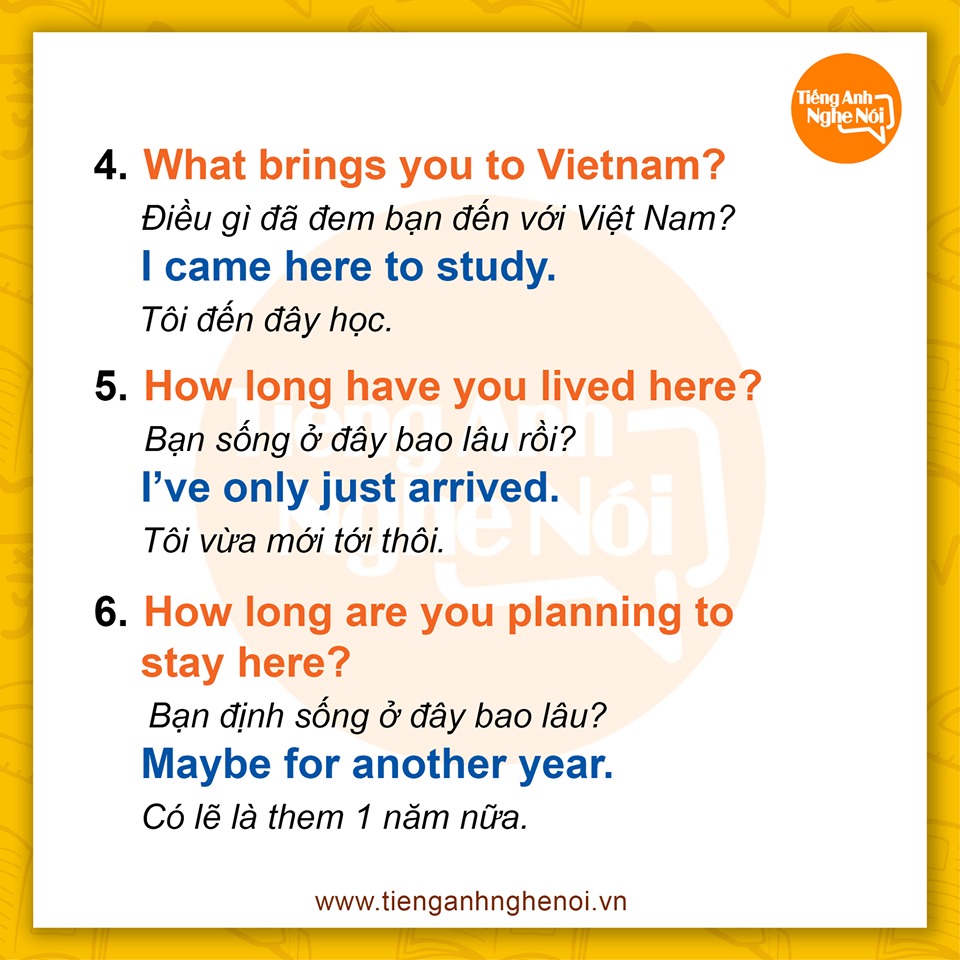 Tiếng Anh
Nghe Nói
4. What brings you to Vietnam?
Điều gì đã đem bạn đến với Việt Nam?
I came here to study.
Tôi đến đây học.
5. How long have you lived here?
Bạn sống ở đây bao lâu rồi?
I've only just arrived.
Tôi vừa mới tới thôi.
6. How long are you planning to
stay here?
Bạn định sống ở đây bao lâu?
Maybe for another year.
Có lẽ là them 1 năm nữa.
Tiếng Anh
Nghe Nói
www.tienganhnghenoi.vn